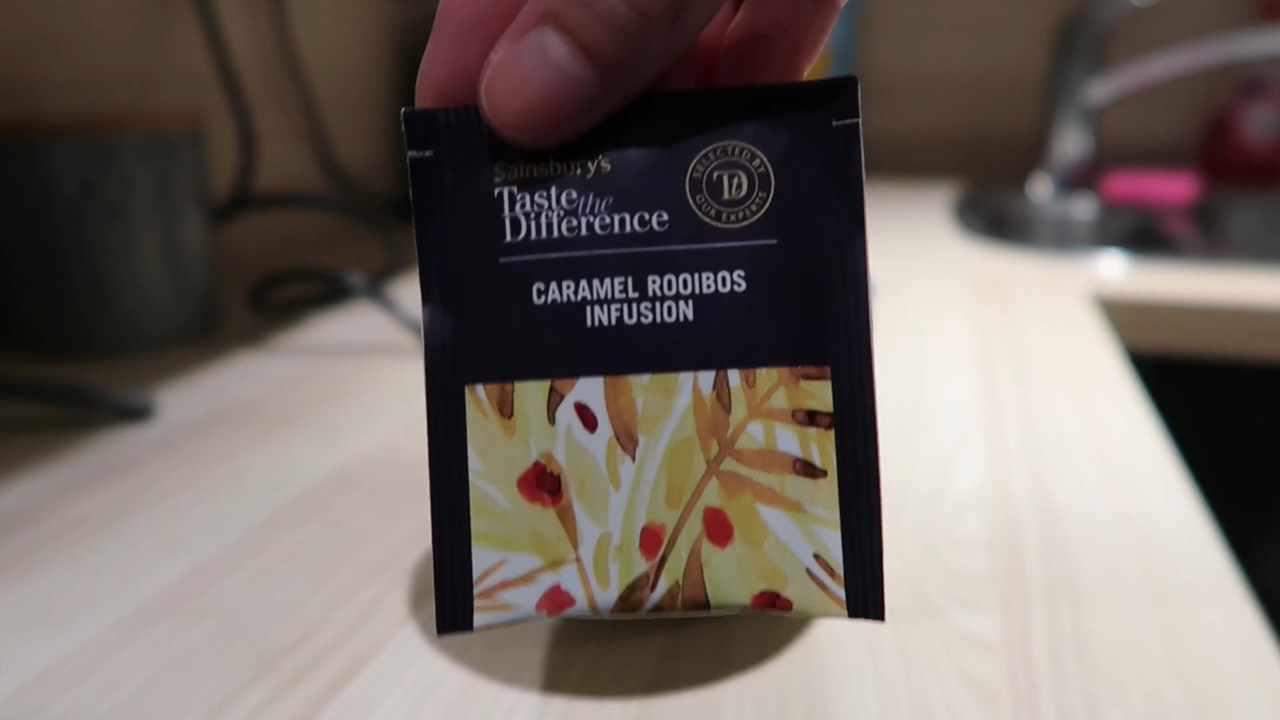 Sainsbury's
Taste the
Difference
SELECTED BY
TD
OUR EXPERTS
CARAMEL ROOIBOS
INFUSION